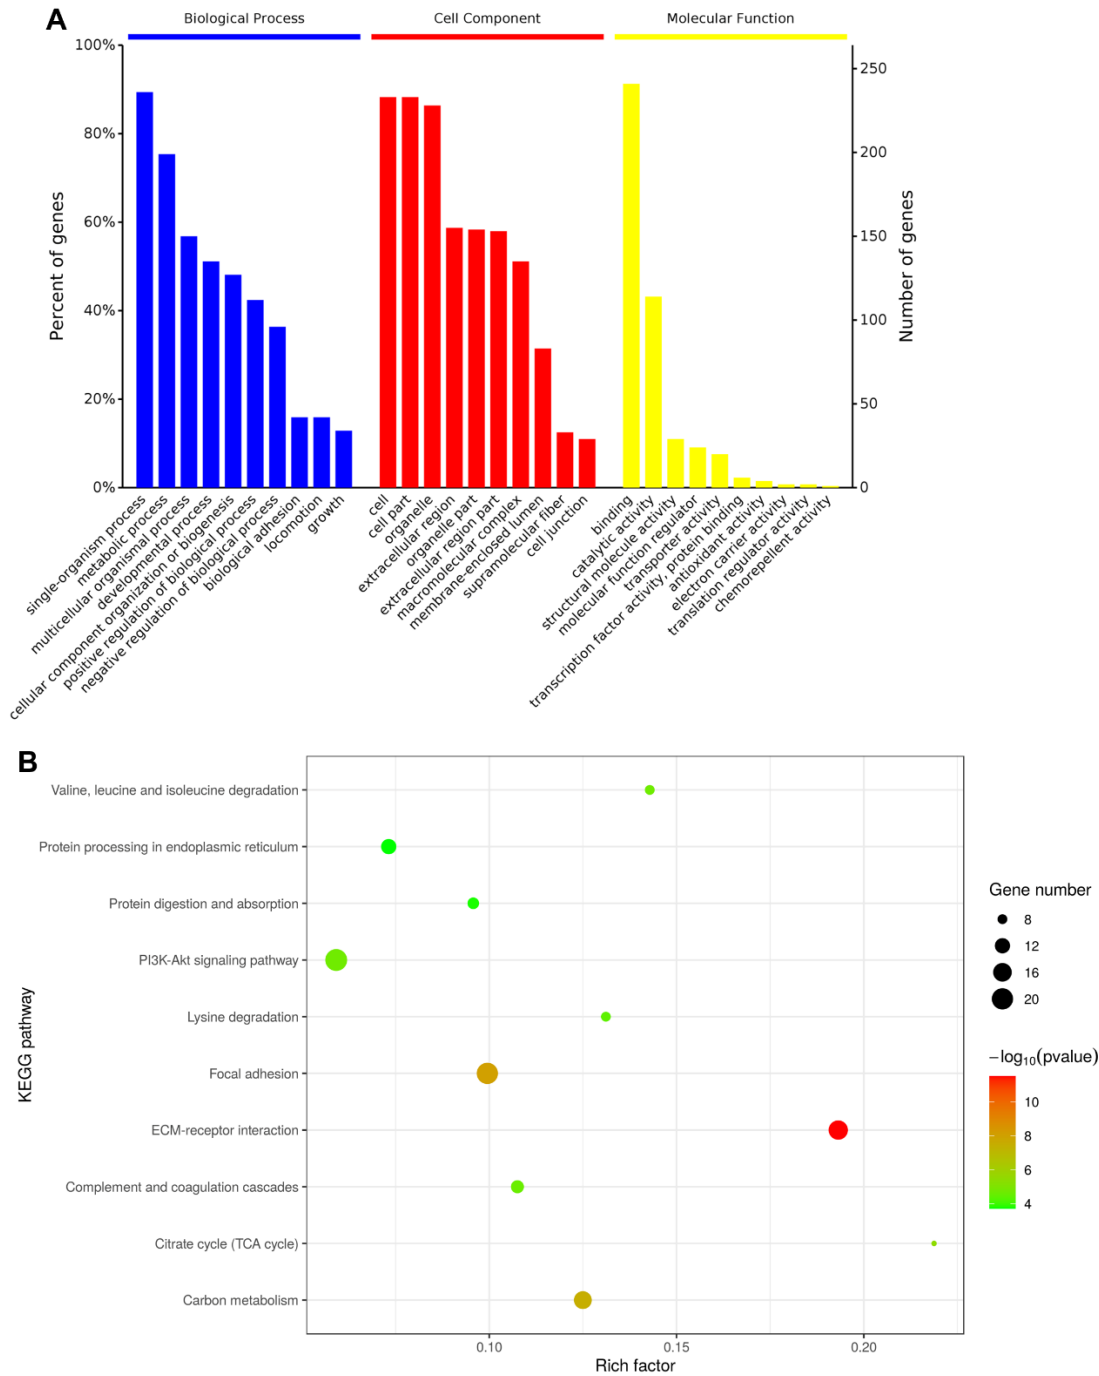 A
Biological Process
Cell Component
Molecular Function
Percent of genes
100%
80%
60%
40%
20%
0%
Number of genes
250
200
150
100
50
0
single-organism process
metabolic process
multicellular organismal process
developmental process
cellular component organization or biogenesis
positive regulation of biological process
negative regulation of biological process
biological adhesion
locomotion
growth
cell
cell part
organelle
extracellular region
organelle part
extracellular region part
macromolecular complex
membrane-enclosed lumen
supramolecular fiber
cell junction
binding
catalytic activity
structural molecule activity
molecular function regulator
transporter activity
transcription factor activity, protein binding
antioxidant activity
electron carrier activity
translation regulator activity
chemorepellent activity
B
KEGG pathway
Valine, leucine and isoleucine degradation
Protein processing in endoplasmic reticulum
Protein digestion and absorption
PI3K-Akt signaling pathway
Lysine degradation
Focal adhesion
ECM-receptor interaction
Complement and coagulation cascades
Citrate cycle (TCA cycle)
Carbon metabolism
0.10
0.15
0.20
Rich factor
Gene number
8
12
16
20
−log₁₀(pvalue)
10
8
6
4